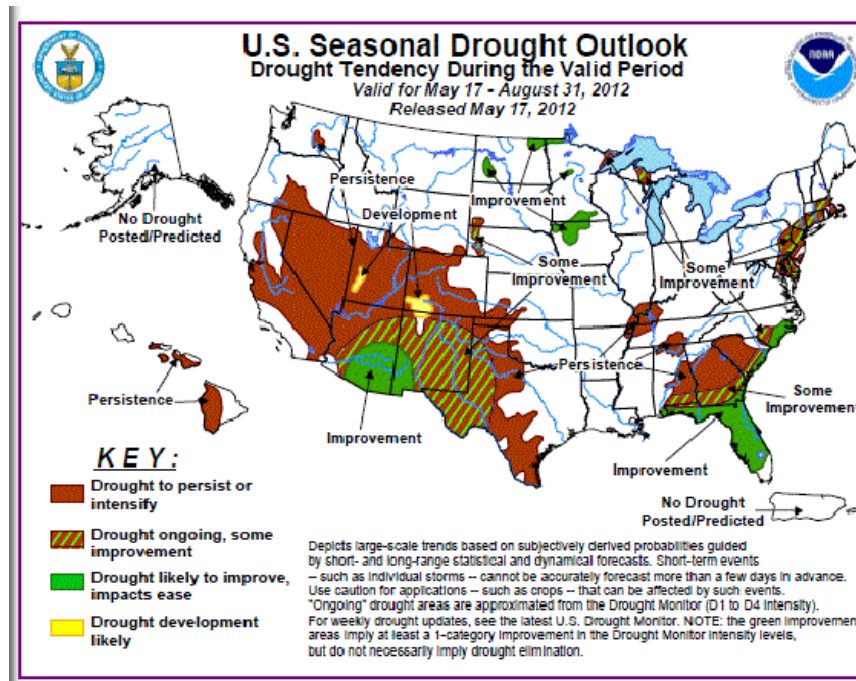 U.S. Seasonal Drought Outlook
Drought Tendency During the Valid Period
Valid for May 17 - August 31, 2012
Released May 17, 2012
NOAA
Persistence
No Drought
Posted/Predicted
Development
Improvement
Some
Improvement
Some
Improvement
Persistence
Persistence
Some
Improvement
Improvement
Improvement
No Drought
Posted/Predicted
KEY:
Drought to persist or
intensify
Drought ongoing, some
improvement
Drought likely to improve,
impacts ease
Drought development
likely
Depicts large-scale trends based on subjectively derived probabilities guided
by short- and long-range statistical and dynamical forecasts. Short-term events
-- such as individual storms -- cannot be accurately forecast more than a few days in advance.
Use caution for applications -- such as crops -- that can be affected by such events.
"Ongoing" drought areas are approximated from the Drought Monitor (D1 to D4 intensity).
For weekly drought updates, see the latest U.S. Drought Monitor. NOTE: the green improvement
areas imply at least a 1-category improvement in the Drought Monitor intensity levels,
but do not necessarily imply drought elimination.